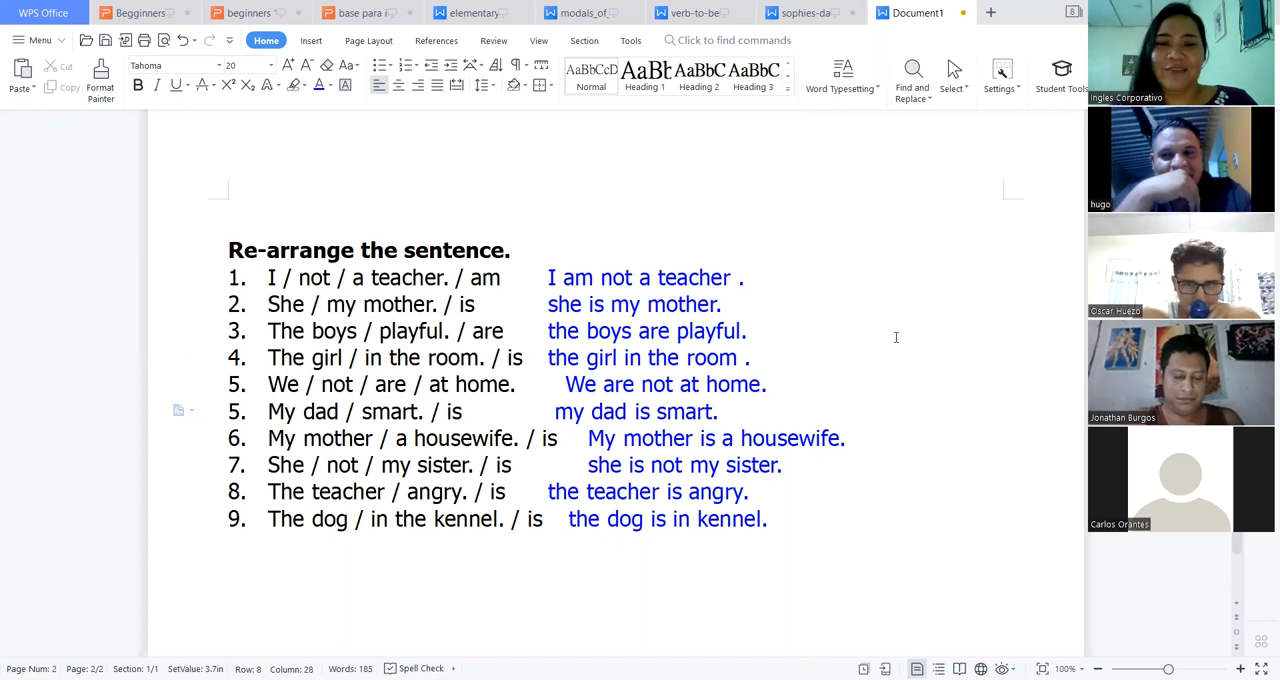 WPS Office Begginners beginners " base para i elementary modals_of_ verb-to-be sophies-da Document1 8
Menu Home Insert Page Layout References Review View Section Tools Click to find commands
Paste Cut Copy Format Painter Tahoma 20 AaBbCcD Normal AaBb Heading 1 AaBbC Heading 2 AaBbC Heading 3 Word Typesetting Find and Replace Select Settings Student Tools
Ingles Corporativo
hugo
Oscar Huezo
Jonathan Burgos
Carlos Orantes
Re-arrange the sentence.
1. I / not / a teacher. / am I am not a teacher .
2. She / my mother. / is she is my mother.
3. The boys / playful. / are the boys are playful.
4. The girl / in the room. / is the girl in the room .
5. We / not / are / at home. We are not at home.
5. My dad / smart. / is my dad is smart.
6. My mother / a housewife. / is My mother is a housewife.
7. She / not / my sister. / is she is not my sister.
8. The teacher / angry. / is the teacher is angry.
9. The dog / in the kennel. / is the dog is in kennel.
Page Num: 2 Page: 2/2 Section: 1/1 SetValue: 3.7in Row: 8 Column: 28 Words: 185 Spell Check 100%